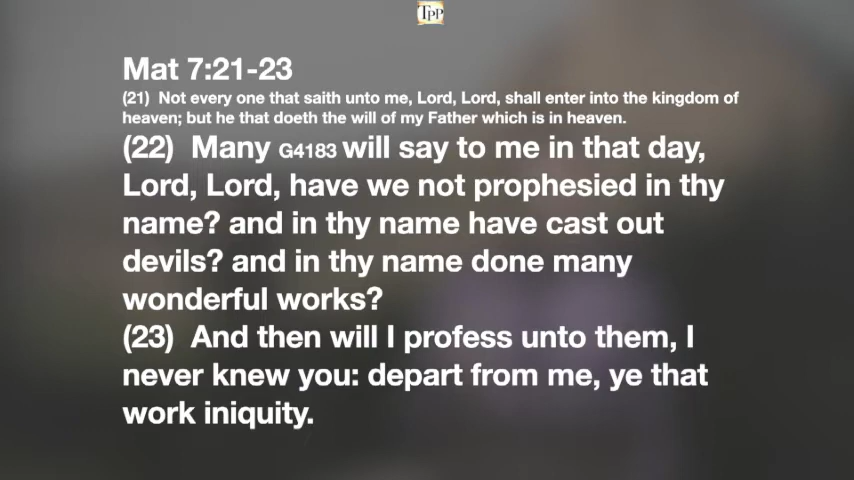 TPP
Mat 7:21-23
(21) Not every one that saith unto me, Lord, Lord, shall enter into the kingdom of
heaven; but he that doeth the will of my Father which is in heaven.
(22) Many G4183 will say to me in that day,
Lord, Lord, have we not prophesied in thy
name? and in thy name have cast out
devils? and in thy name done many
wonderful works?
(23) And then will I profess unto them, I
never knew you: depart from me, ye that
work iniquity.